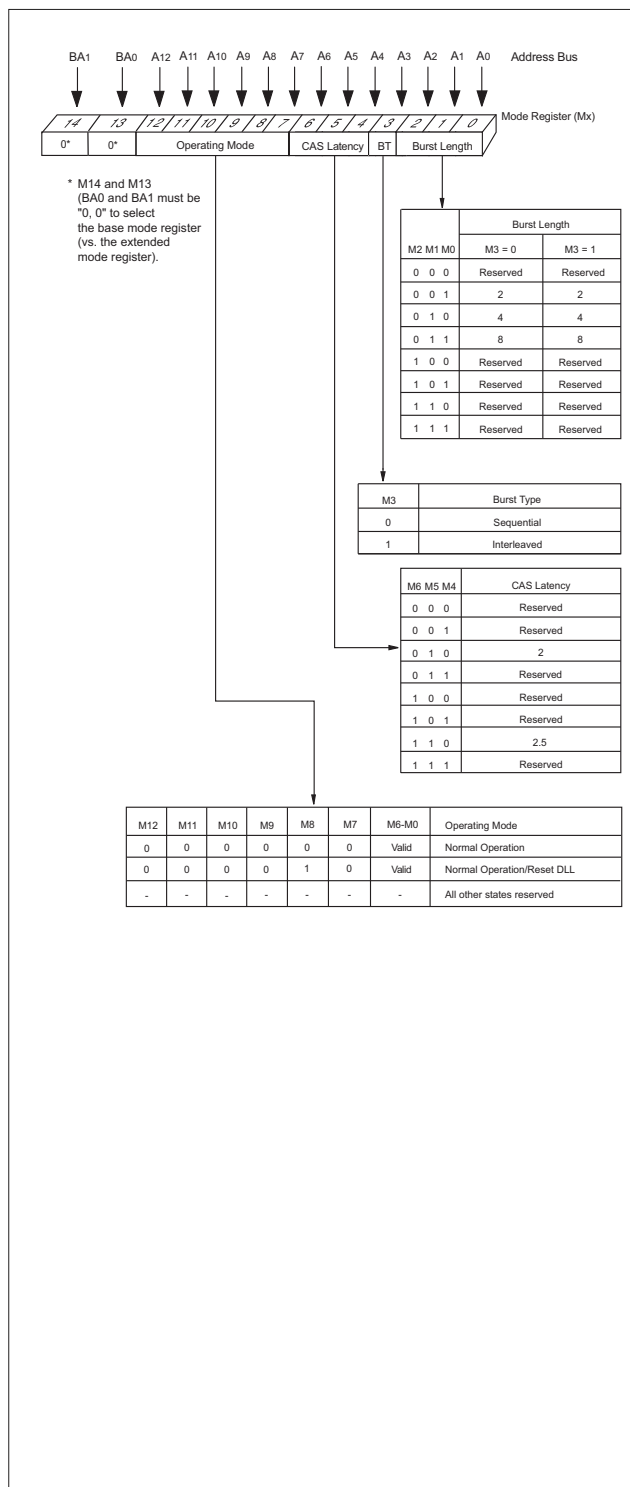 BA1 BA0 A12 A11 A10 A9 A8 A7 A6 A5 A4 A3 A2 A1 A0 Address Bus
14 13 12 11 10 9 8 7 6 5 4 3 2 1 0 Mode Register (Mx)
0* 0* Operating Mode CAS Latency BT Burst Length
* M14 and M13
(BA0 and BA1 must be
"0, 0" to select
the base mode register
(vs. the extended
mode register).
Burst Length
M2 M1 M0 M3 = 0 M3 = 1
0 0 0 Reserved Reserved
0 0 1 2 2
0 1 0 4 4
0 1 1 8 8
1 0 0 Reserved Reserved
1 0 1 Reserved Reserved
1 1 0 Reserved Reserved
1 1 1 Reserved Reserved
M3 Burst Type
0 Sequential
1 Interleaved
M6 M5 M4 CAS Latency
0 0 0 Reserved
0 0 1 Reserved
0 1 0 2
0 1 1 Reserved
1 0 0 Reserved
1 0 1 Reserved
1 1 0 2.5
1 1 1 Reserved
M12 M11 M10 M9 M8 M7 M6-M0 Operating Mode
0 0 0 0 0 0 Valid Normal Operation
0 0 0 0 1 0 Valid Normal Operation/Reset DLL
- - - - - - - All other states reserved